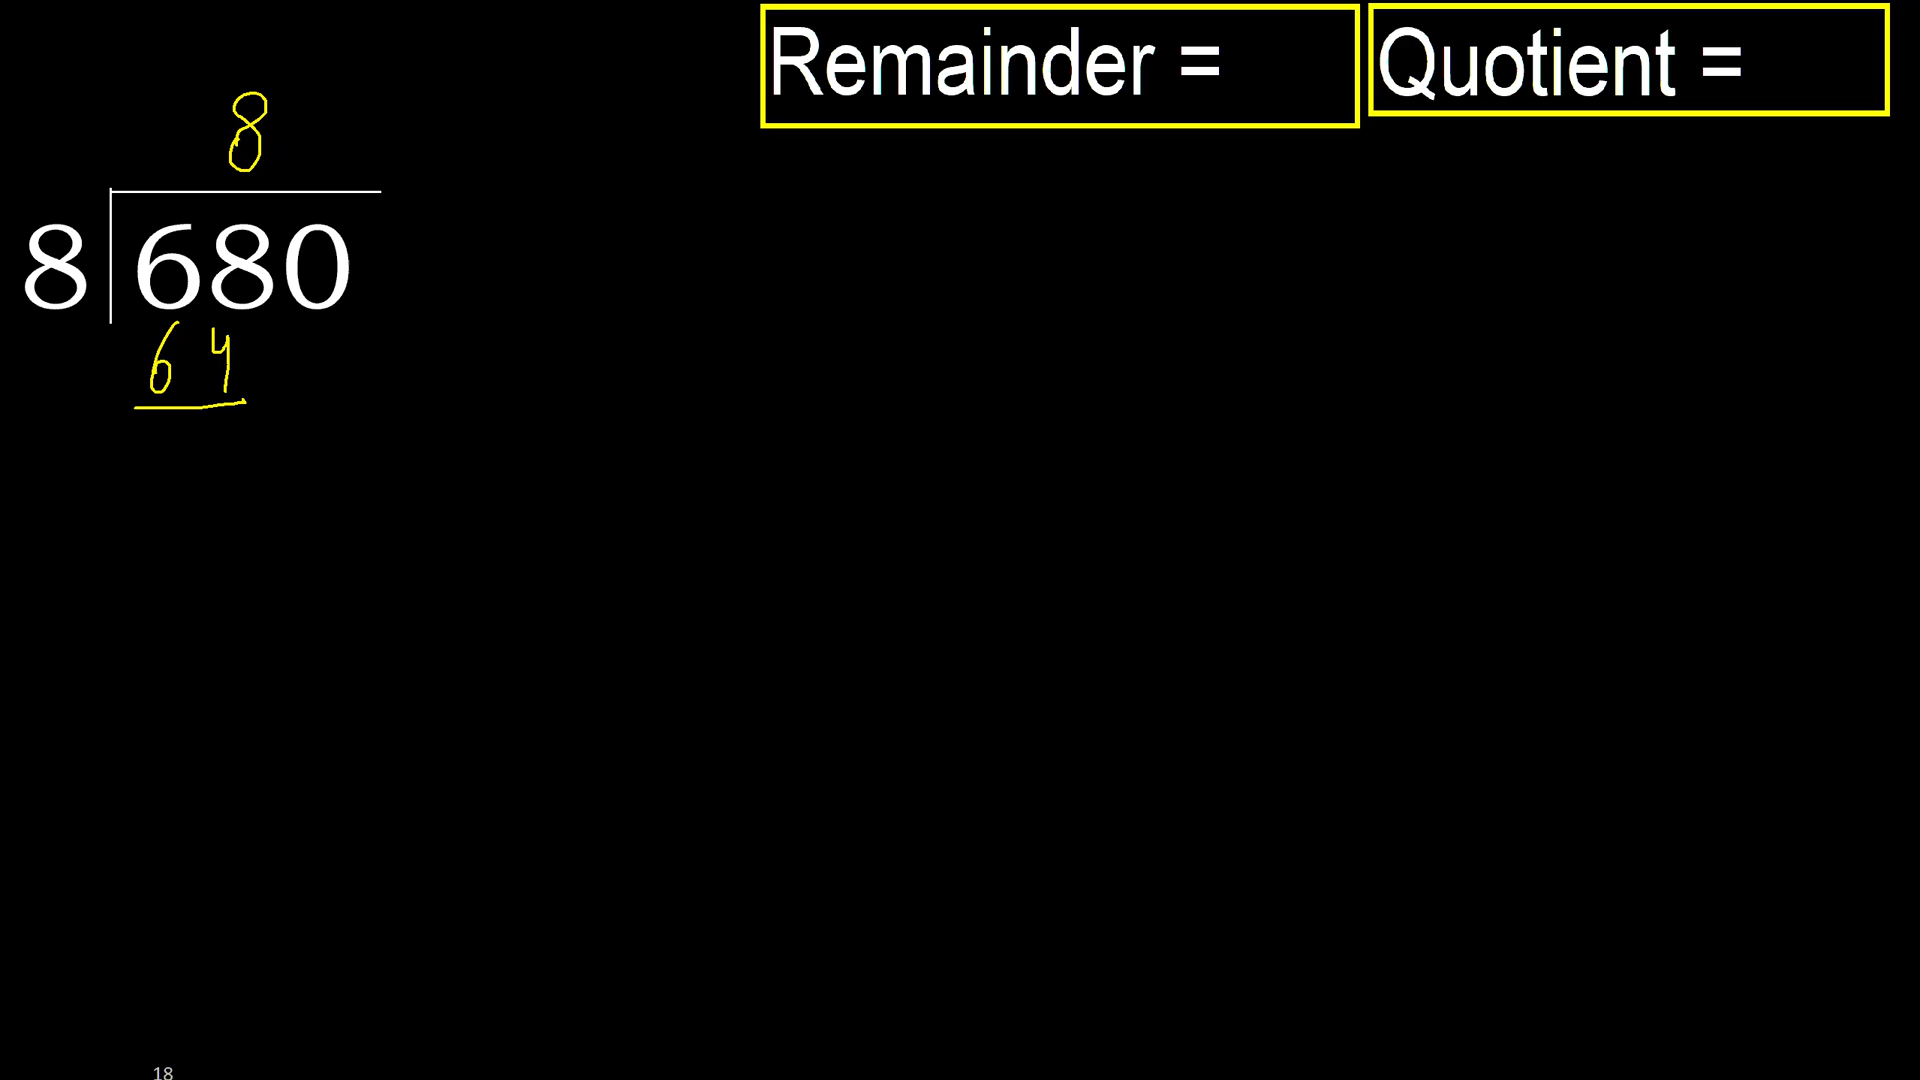 Remainder =
Quotient =
8
8 680
64
18